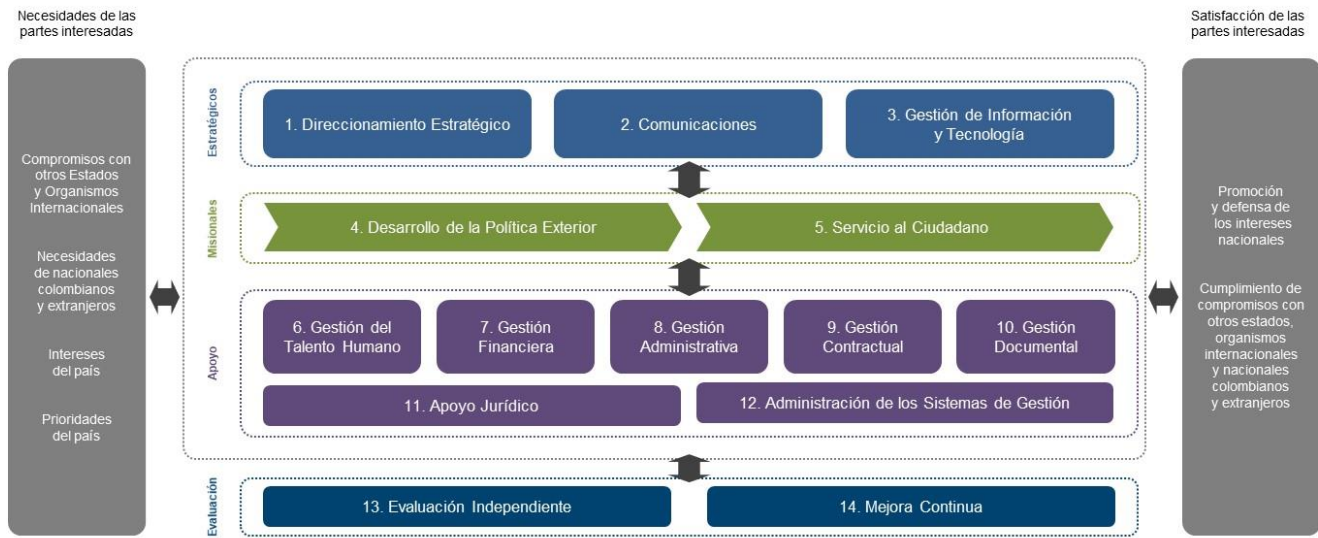 Necesidades de las
partes interesadas
Satisfacción de las
partes interesadas
Compromisos con
otros Estados
y Organismos
Internacionales
Necesidades
de nacionales
colombianos
y extranjeros
Intereses
del país
Prioridades
del país
Estratégicos
1. Direccionamiento Estratégico
2. Comunicaciones
3. Gestión de Información
y Tecnología
Misionales
4. Desarrollo de la Política Exterior
5. Servicio al Ciudadano
Apoyo
6. Gestión del
Talento Humano
7. Gestión
Financiera
8. Gestión
Administrativa
9. Gestión
Contractual
10. Gestión
Documental
11. Apoyo Jurídico
12. Administración de los Sistemas de Gestión
Evaluación
13. Evaluación Independiente
14. Mejora Continua
Promoción
y defensa de
los intereses
nacionales
Cumplimiento de
compromisos con
otros estados,
organismos
internacionales
y nacionales
colombianos
y extranjeros